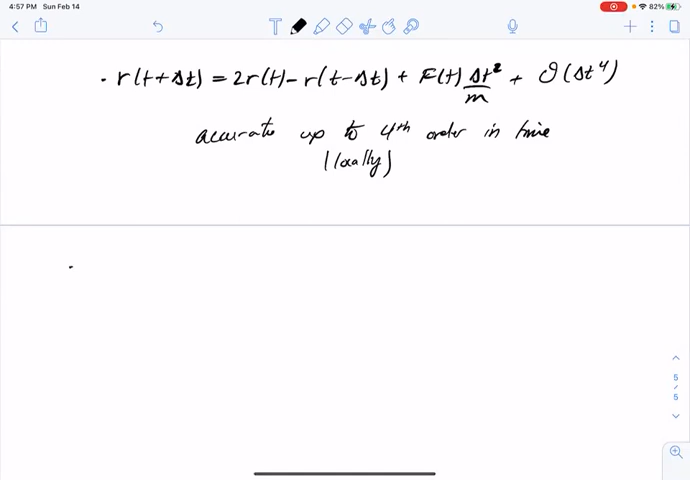 4:57 PM Sun Feb 14
82%
· r(t+Δt) = 2r(t) - r(t-Δt) + F(t) Δt²/m + O(Δt⁴)
accurate up to 4th order in time
(locally)
5
/
5